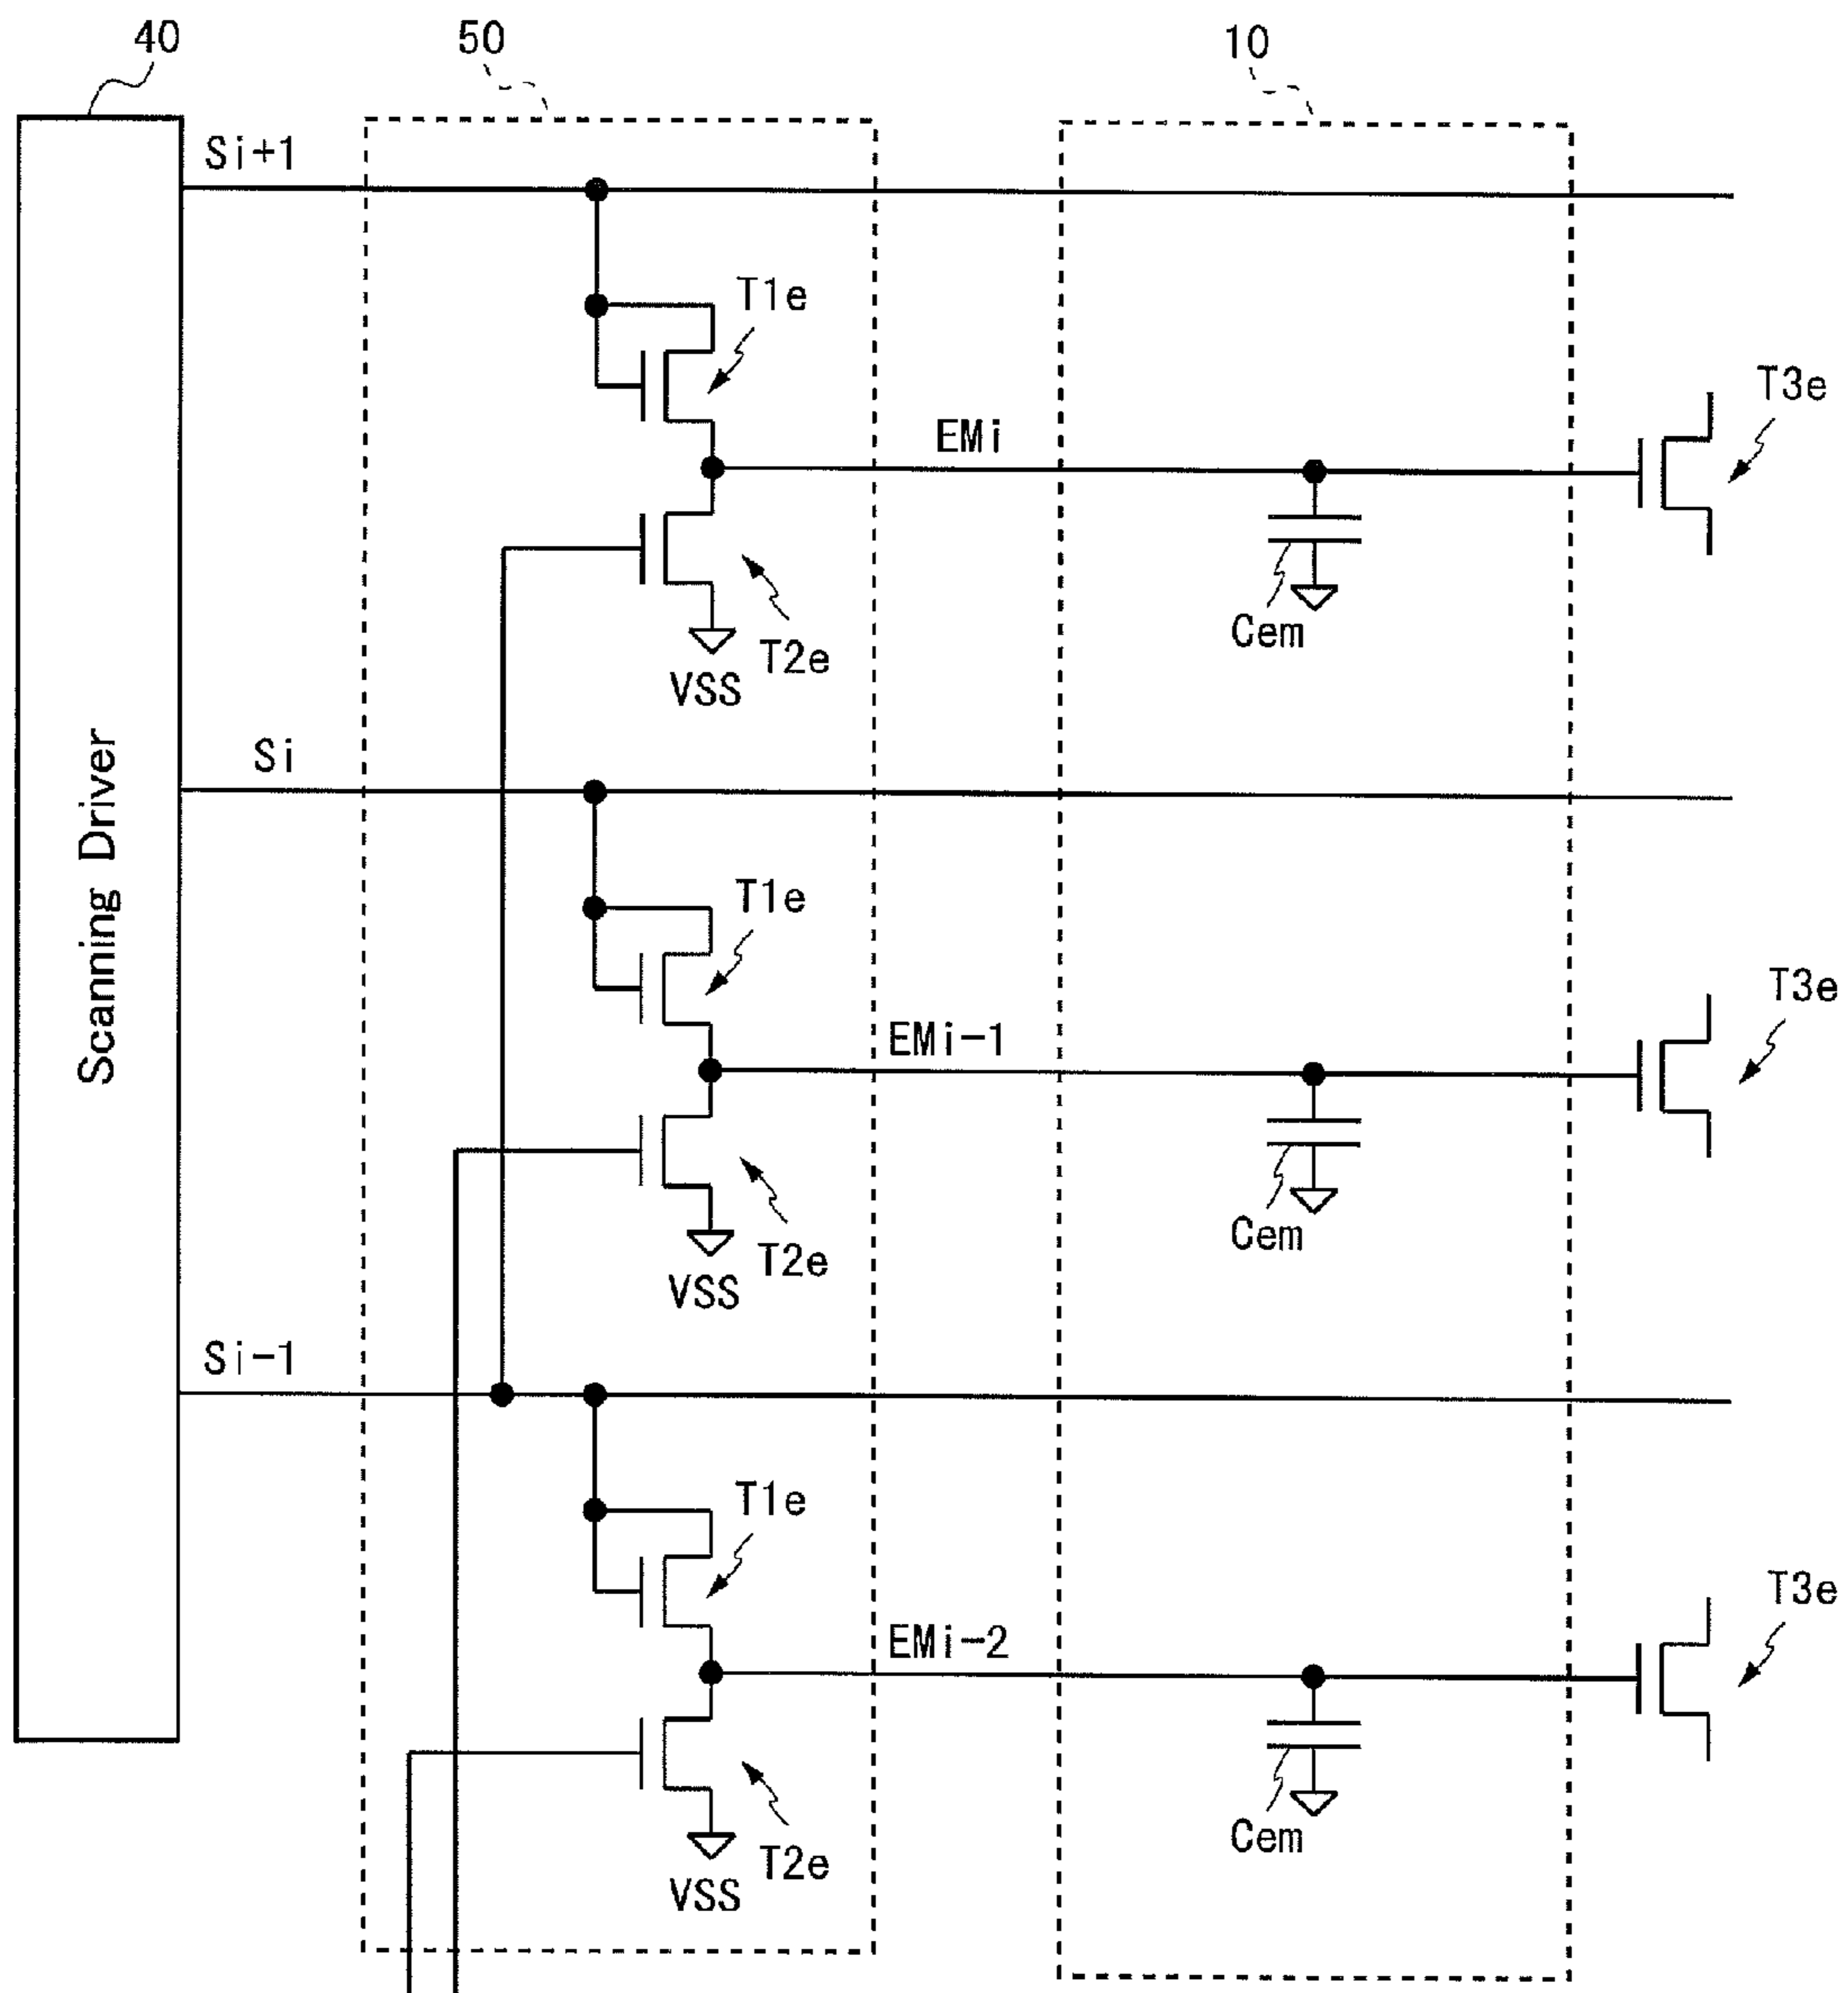 40
50
10
Si+1
T1e
T3e
EMi
Cem
T2e
VSS
Scanning Driver
Si
T1e
T3e
EMi-1
Cem
T2e
VSS
Si-1
T1e
T3e
EMi-2
Cem
T2e
VSS